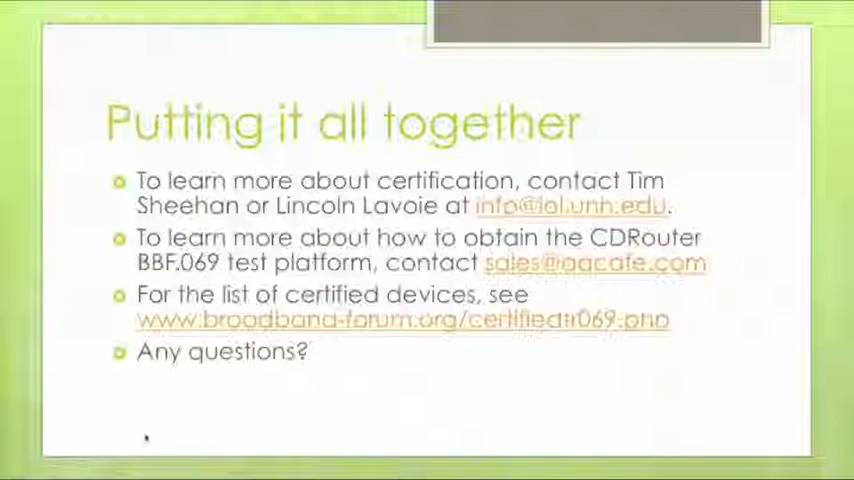 Putting it all together
To learn more about certification, contact Tim
Sheehan or Lincoln Lavoie at info@iol.unh.edu.
To learn more about how to obtain the CDRouter
BBF.069 test platform, contact sales@qacafe.com
For the list of certified devices, see
www.broadband-forum.org/certifiedtr069.php
Any questions?